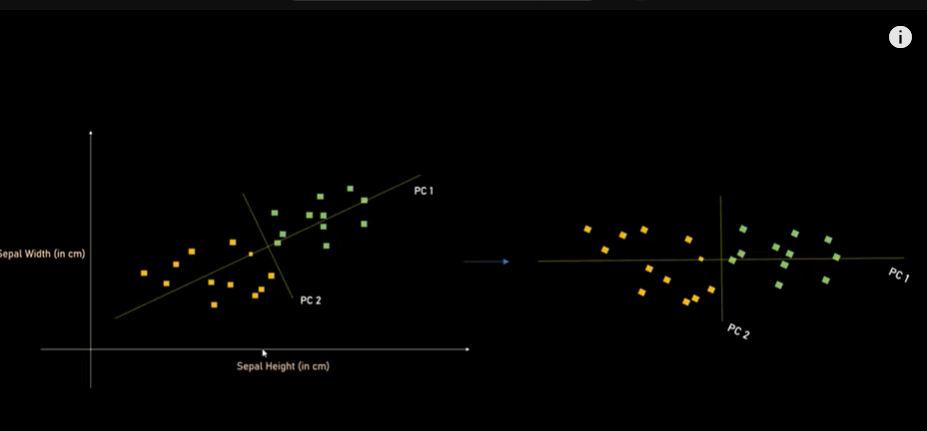 PC 1
Sepal Width (in cm)
PC 2
Sepal Height (in cm)
PC 1
PC 2